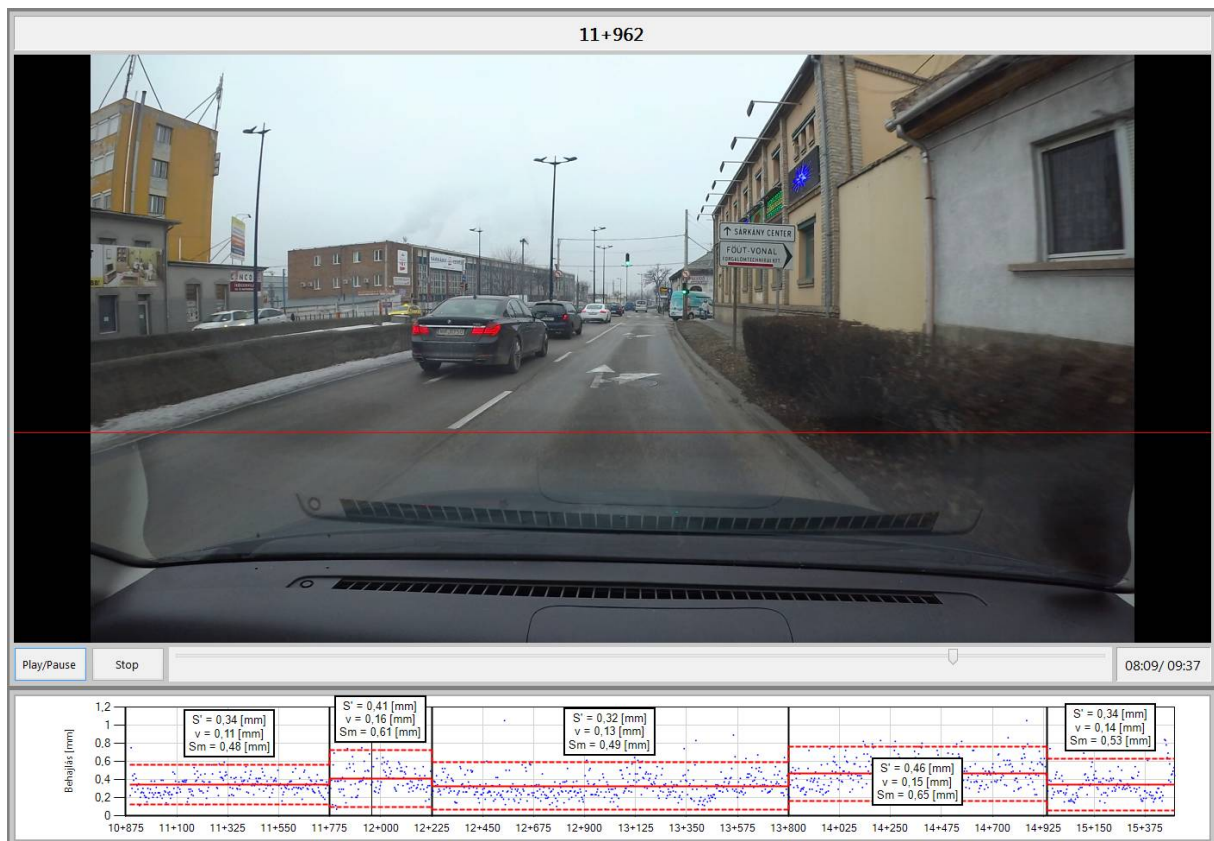 11+962
SÁRKÁNY CENTER
FŐÚT-VONAL
FORGALOMTECHNIKAI KFT.
CINCO
Play/Pause
Stop
08:09/ 09:37
Behajlás [mm]
1,2
1
0,8
0,6
0,4
0,2
0
S' = 0,34 [mm]
v = 0,11 [mm]
Sm = 0,48 [mm]
S' = 0,41 [mm]
v = 0,16 [mm]
Sm = 0,61 [mm]
S' = 0,32 [mm]
v = 0,13 [mm]
Sm = 0,49 [mm]
S' = 0,46 [mm]
v = 0,15 [mm]
Sm = 0,65 [mm]
S' = 0,34 [mm]
v = 0,14 [mm]
Sm = 0,53 [mm]
10+875 11+100 11+325 11+550 11+775 12+000 12+225 12+450 12+675 12+900 13+125 13+350 13+575 13+800 14+025 14+250 14+475 14+700 14+925 15+150 15+375